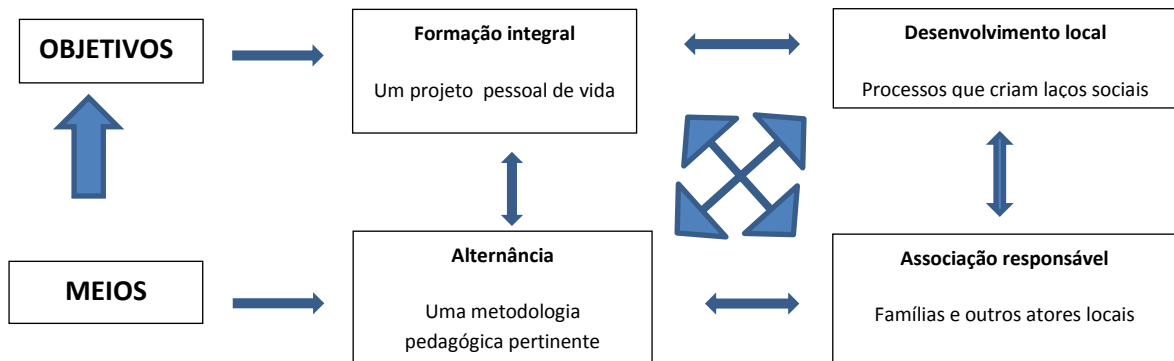 OBJETIVOS
Formação integral
Um projeto pessoal de vida
Desenvolvimento local
Processos que criam laços sociais
MEIOS
Alternância
Uma metodologia
pedagógica pertinente
Associação responsável
Famílias e outros atores locais